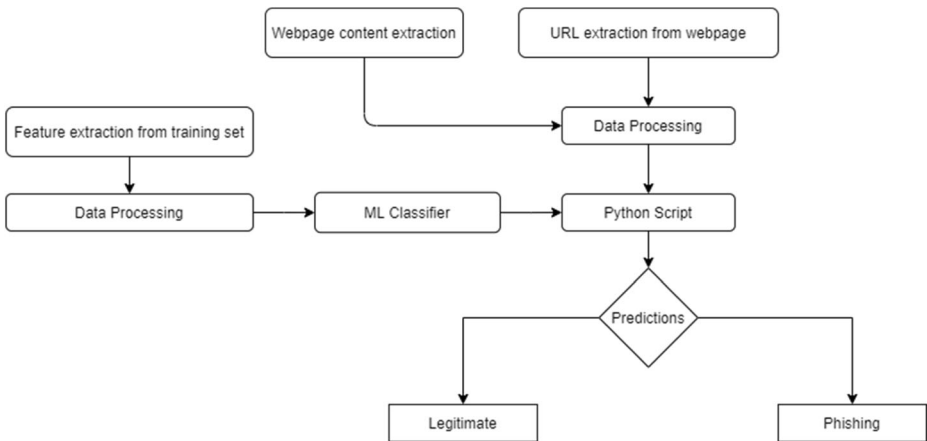 Webpage content extraction
URL extraction from webpage
Feature extraction from training set
Data Processing
Data Processing
ML Classifier
Python Script
Predictions
Legitimate
Phishing